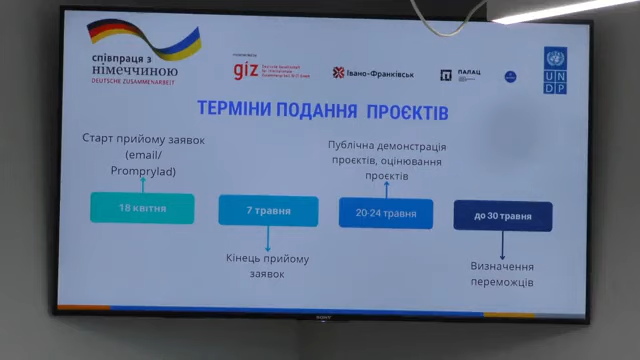 співпраця з
німеччиною
DEUTSCHE ZUSAMMENARBEIT
giz
Івано-Франківськ
ПАЛАЦ
U N
D P
ТЕРМІНИ ПОДАННЯ ПРОЄКТІВ
Старт прийому заявок
(email/
Promprylad)
Публічна демонстрація
проєктів, оцінювання
проєктів
18 квітня
7 травня
20-24 травня
до 30 травня
Кінець прийому
заявок
Визначення
переможців